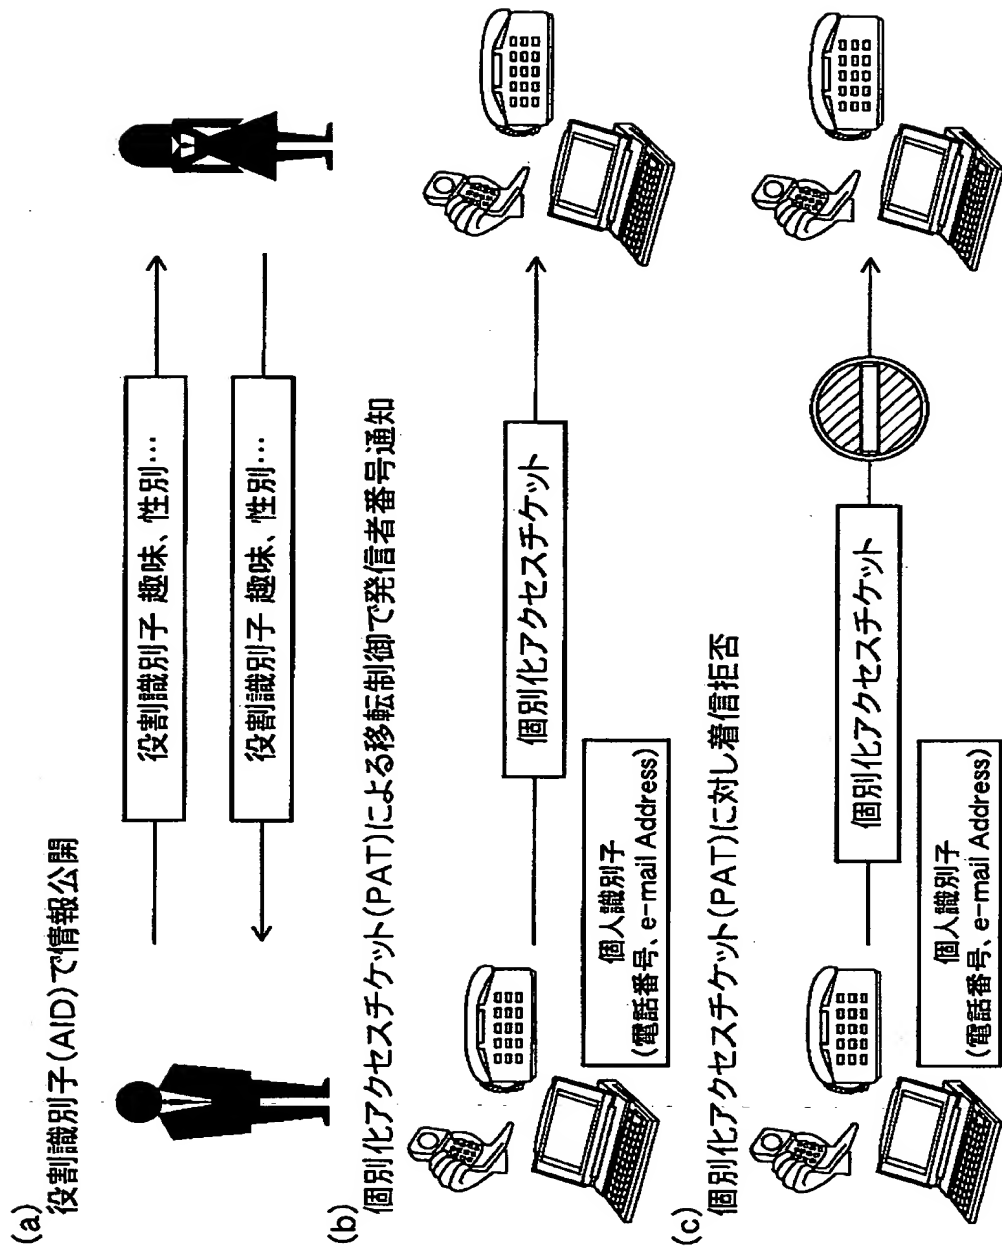 (a)
役割識別子(AID)で情報公開
役割識別子 趣味、性別…
役割識別子 趣味、性別…
(b)
個別化アクセスチケット(PAT)による移転制御で発信者番号通知
個別化アクセスチケット
個人識別子
(電話番号、e-mail Address)
(c)
個別化アクセスチケット(PAT)に対し着信拒否
個別化アクセスチケット
個人識別子
(電話番号、e-mail Address)